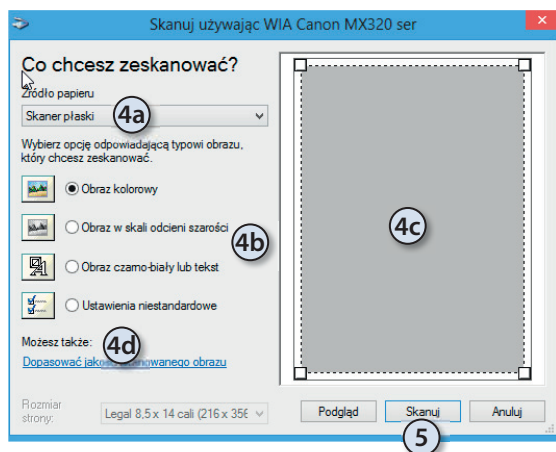 Skanuj używając WIA Canon MX320 ser
Co chcesz zeskanować?
Źródło papieru
Skaner płaski
4a
Wybierz opcję odpowiadającą typowi obrazu,
który chcesz zeskanować.
Obraz kolorowy
Obraz w skali odcieni szarości
4b
Obraz czarno-biały lub tekst
Ustawienia niestandardowe
4c
Możesz także:
4d
Dopasować obrazu
Rozmiar
strony:
Legal 8,5 x 14 cali (216 x 356
Podgląd
Skanuj
Anuluj
5